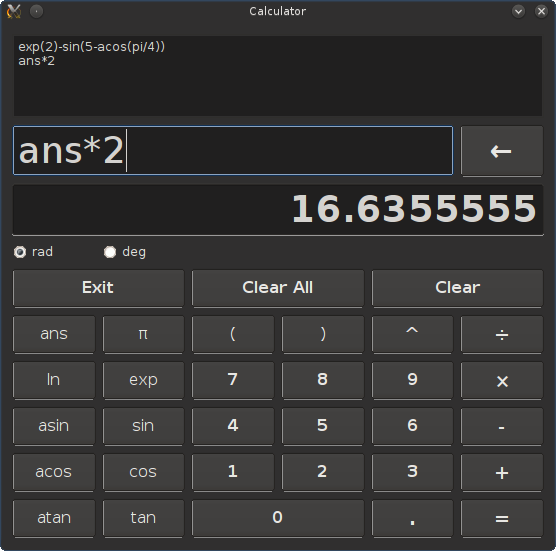 Calculator
exp(2)-sin(5-acos(pi/4))
ans*2
ans*2 ←
16.6355555
rad deg
Exit Clear All Clear
ans π ( ) ^ ÷
ln exp 7 8 9 ×
asin sin 4 5 6 -
acos cos 1 2 3 +
atan tan 0 . =